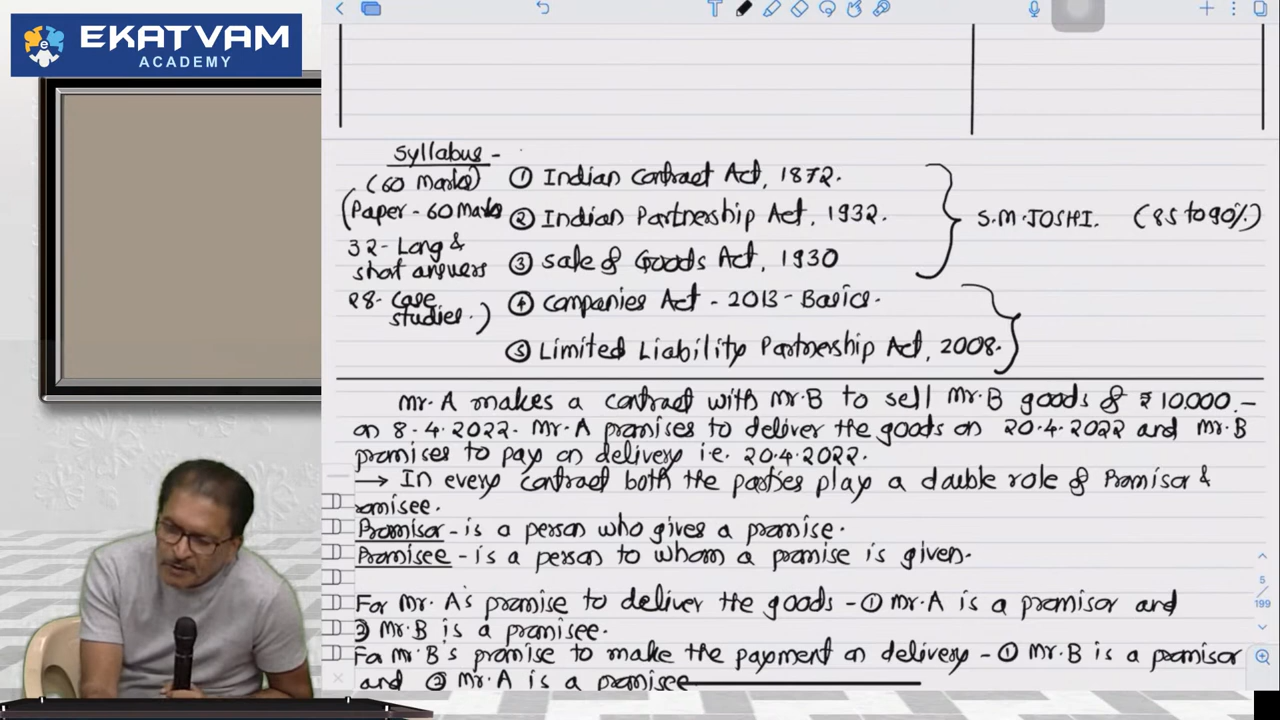 EKATVAM
ACADEMY
Syllabus -
(60 Marks)
(Paper - 60 Marks
32 - Long &
short answers
28 - case
studies.)
① Indian Contract Act, 1872.
② Indian Partnership Act, 1932.
③ Sale of Goods Act, 1930
④ Companies Act - 2013 - Basics.
⑤ Limited Liability Partnership Act, 2008.
S.M.JOSHI. (85 to 90%)
Mr.A makes a contract with Mr.B to sell Mr.B goods of ₹10,000.-
on 8.4.2022. Mr.A promises to deliver the goods on 20.4.2022 and Mr.B
promises to pay on delivery i.e. 20.4.2022.
→ In every contract both the parties play a double role of Promisor &
romisee.
Promisor - is a person who gives a promise.
Promisee - is a person to whom a promise is given.
For Mr. A's promise to deliver the goods - ① Mr.A is a promisor and
② Mr.B is a promisee.
For Mr.B's promise to make the payment on delivery - ① Mr.B is a promisor
and ② Mr.A is a promisee
5
199